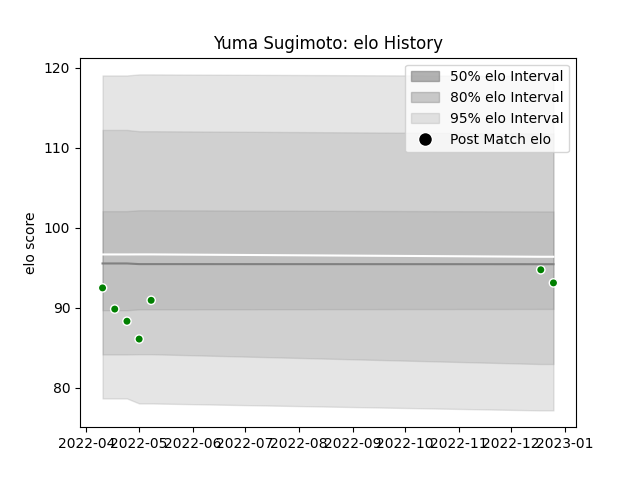 Yuma Sugimoto: elo History
50% elo Interval
80% elo Interval
95% elo Interval
Post Match elo
elo score
120
110
100
90
80
2022-04 2022-05 2022-06 2022-07 2022-08 2022-09 2022-10 2022-11 2022-12 2023-01